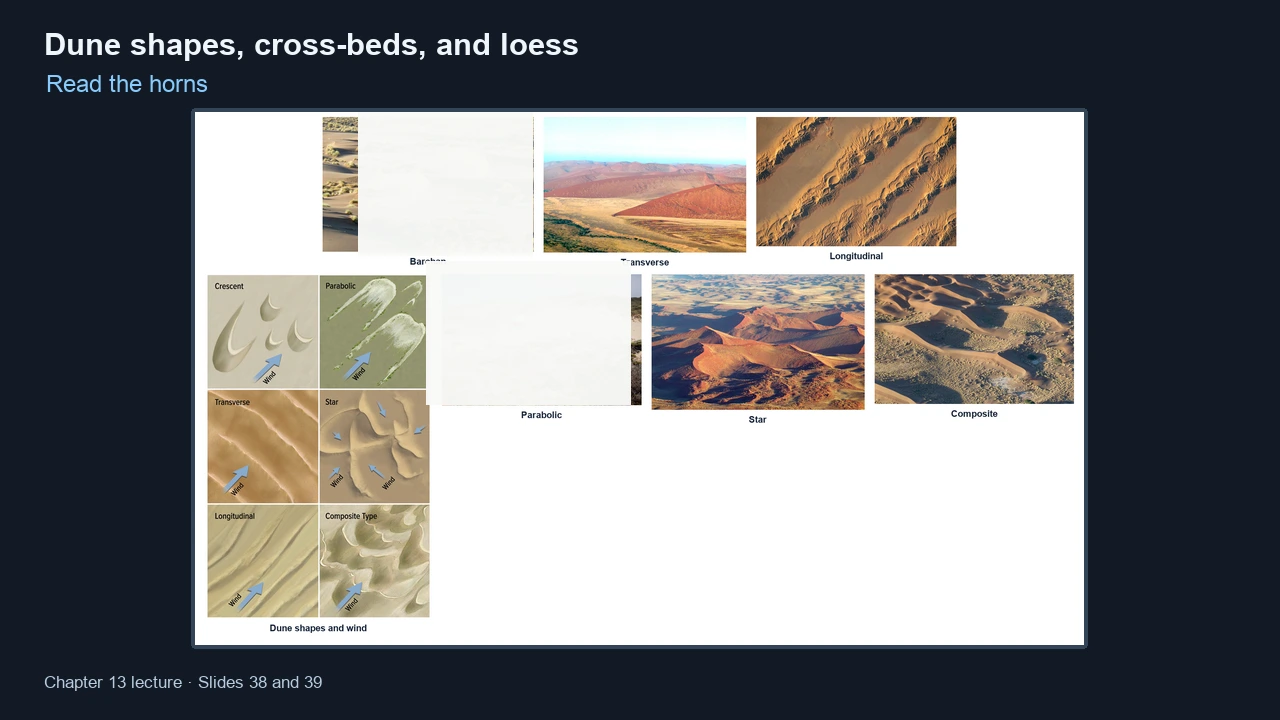 Dune shapes, cross-beds, and loess
Read the horns
Longitudinal
Crescent
Parabolic
Wind
Wind
Parabolic
Star
Composite
Transverse
Star
Wind
Wind
Wind
Longitudinal
Composite Type
Wind
Wind
Dune shapes and wind
Chapter 13 lecture · Slides 38 and 39